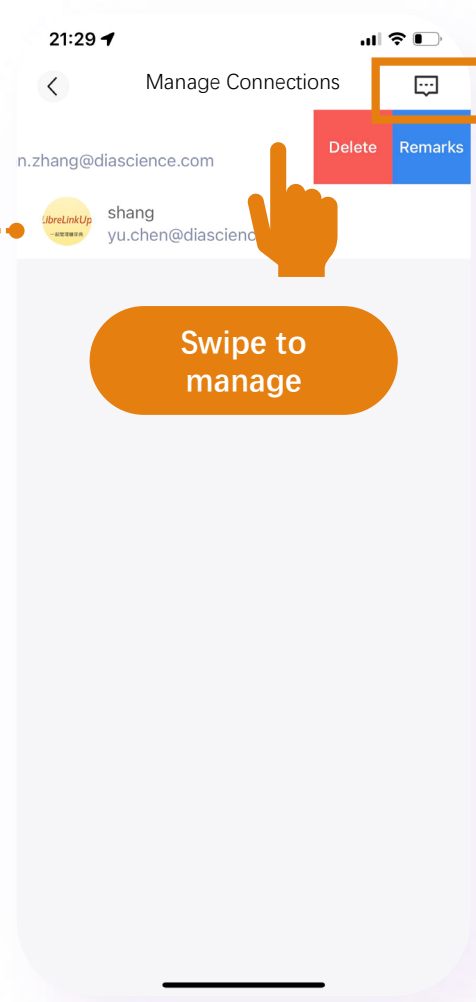 21:29
Manage Connections
n.zhang@diascience.com
Delete
Remarks
LibreLinkUp
shang
yu.chen@diascienc
Swipe to
manage